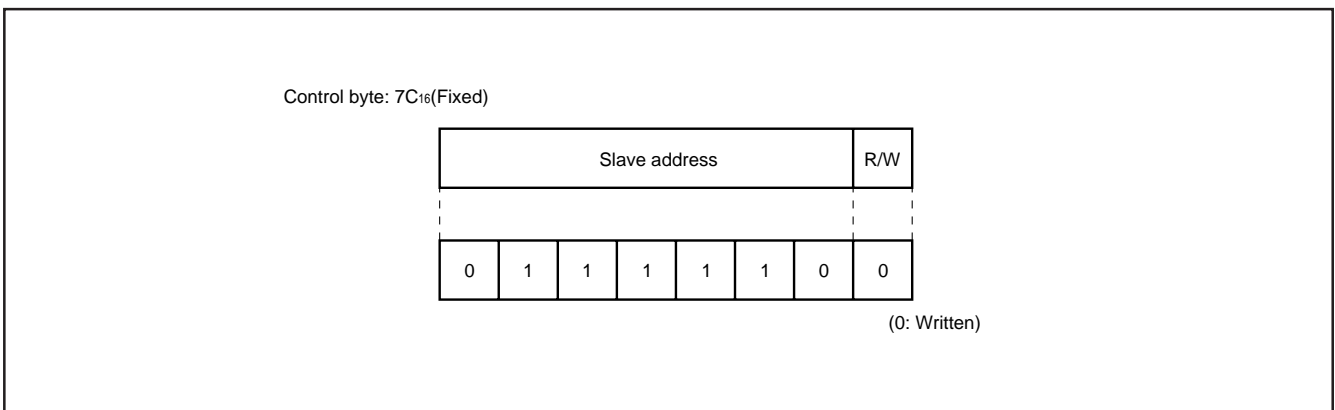 Control byte: 7C16(Fixed)
Slave address R/W
0 1 1 1 1 1 0 0
(0: Written)